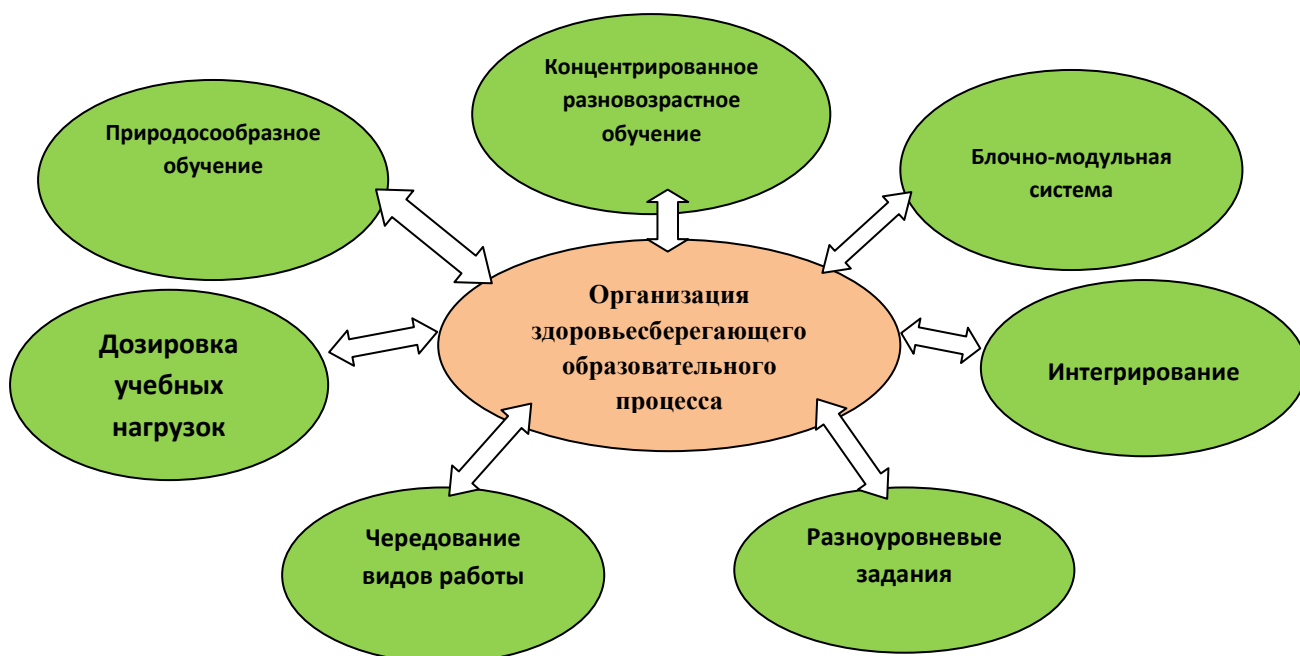 Концентрированное
разновозрастное
обучение
Природосообразное
обучение
Блочно-модульная
система
Организация
здоровьесберегающего
образовательного
процесса
Дозировка
учебных
нагрузок
Интегрирование
Чередование
видов работы
Разноуровневые
задания